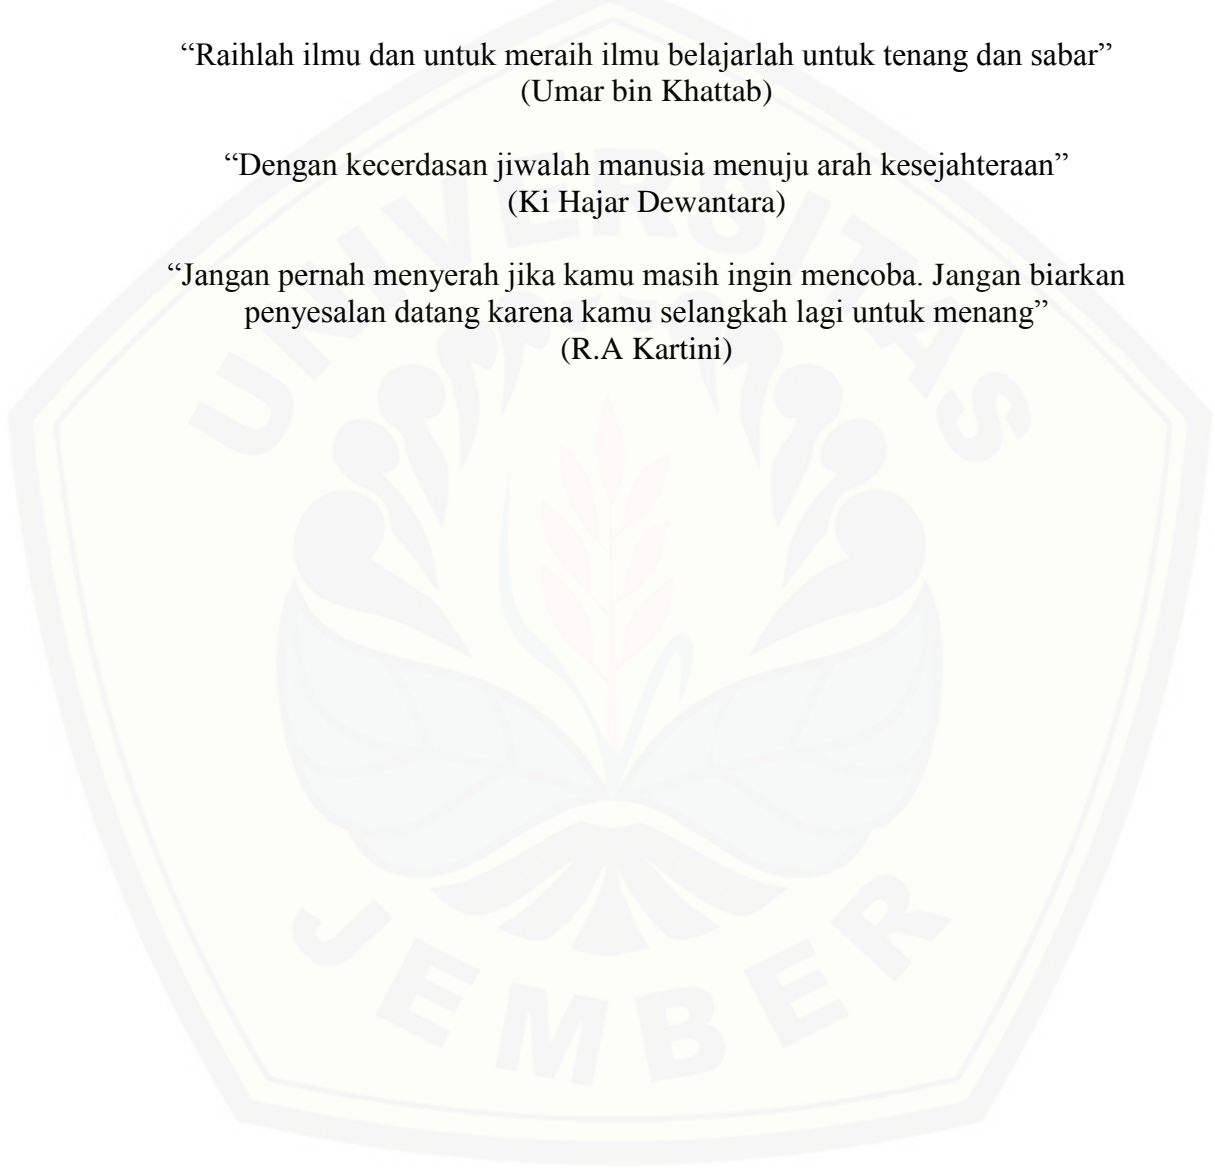 “Raihlah ilmu dan untuk meraih ilmu belajarlah untuk tenang dan sabar”
(Umar bin Khattab)
“Dengan kecerdasan jiwalah manusia menuju arah kesejahteraan”
(Ki Hajar Dewantara)
“Jangan pernah menyerah jika kamu masih ingin mencoba. Jangan biarkan
penyesalan datang karena kamu selangkah lagi untuk menang”
(R.A Kartini)
UNIVERSITAS
JEMBER